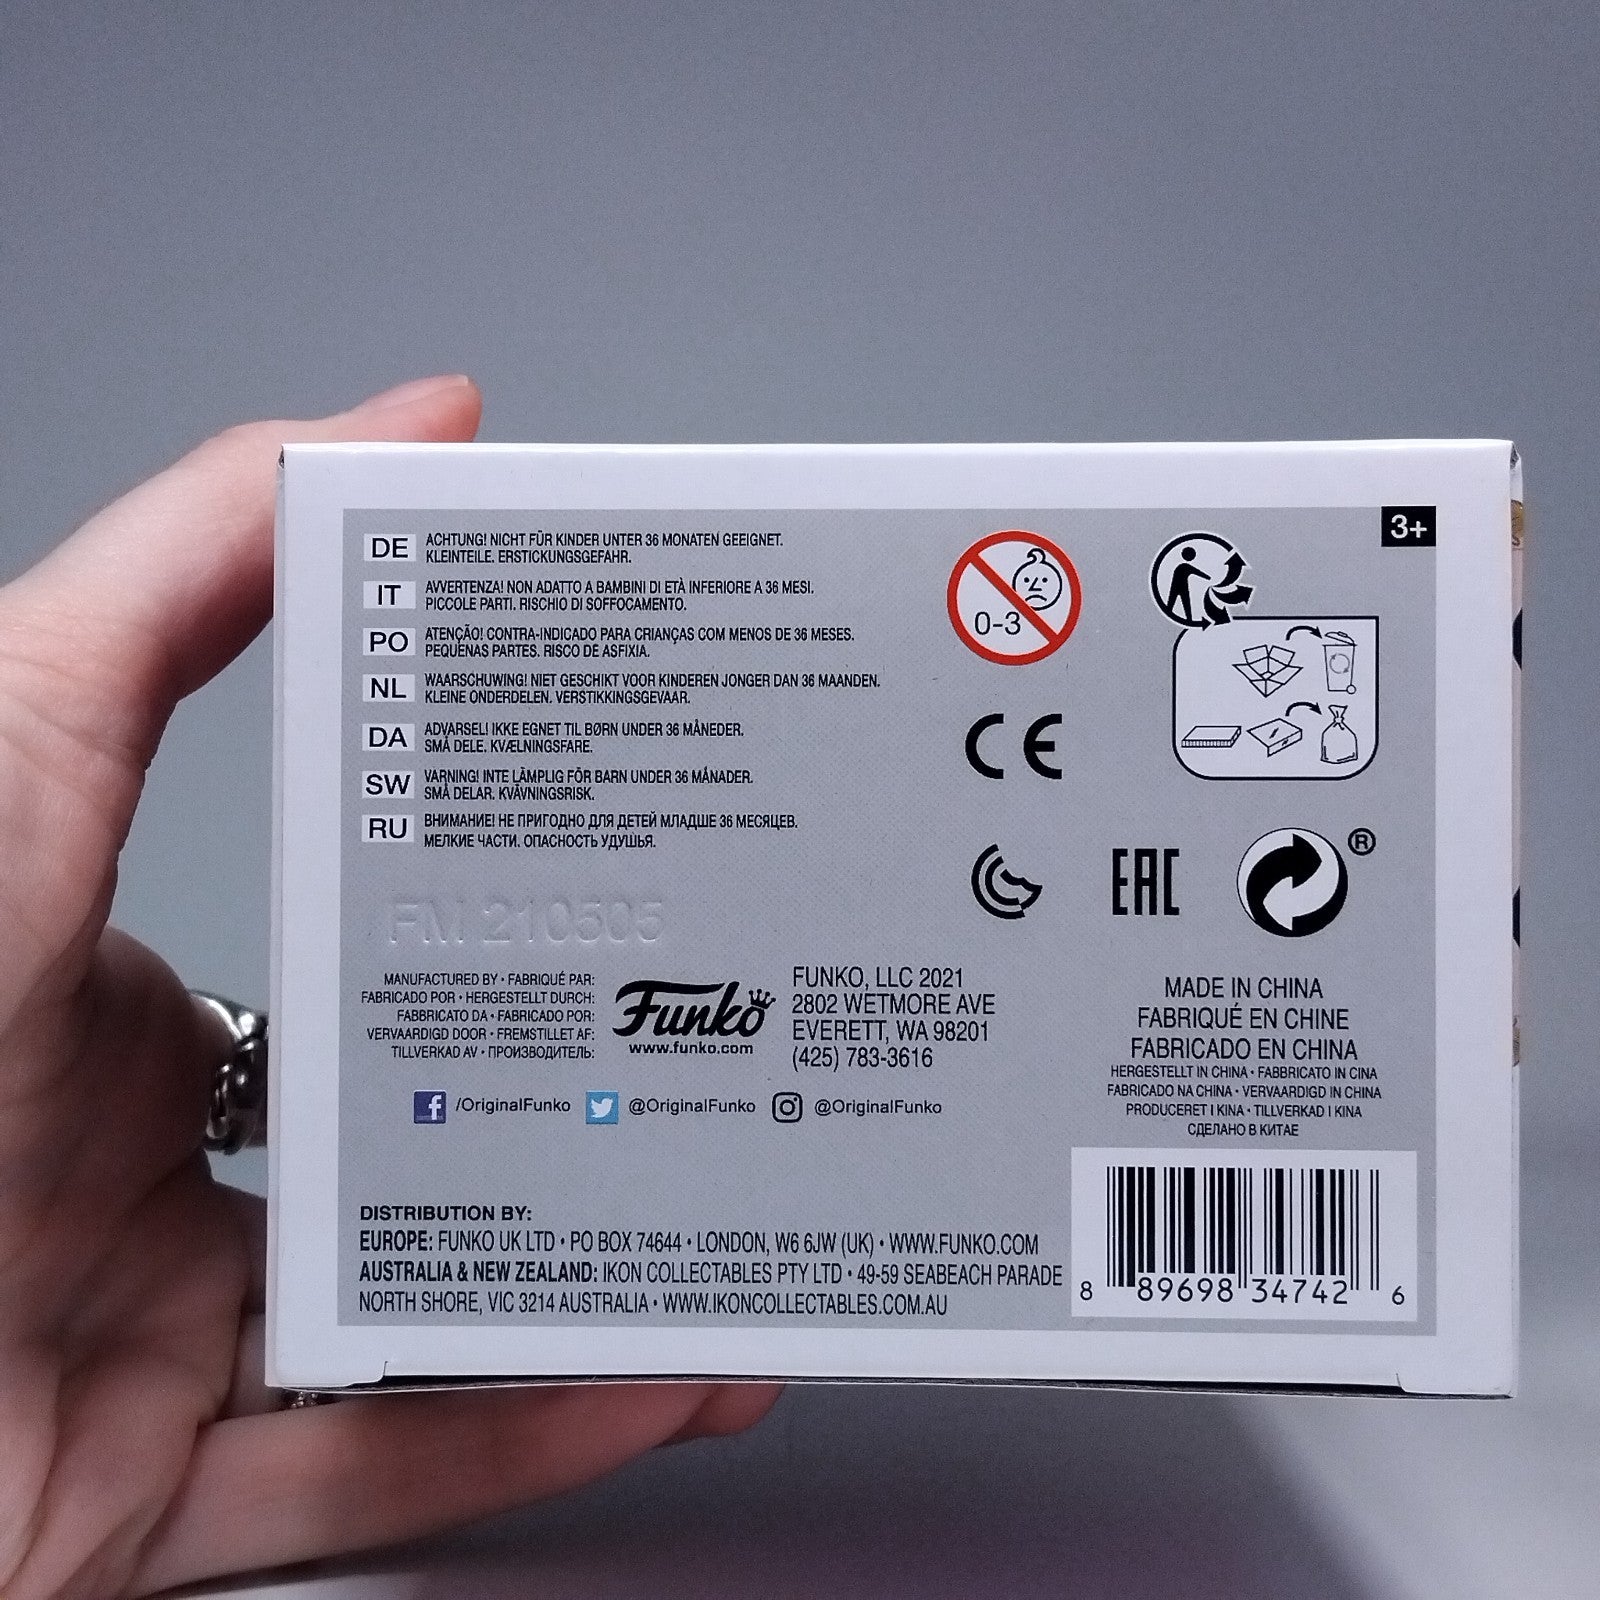 3+
DE ACHTUNG! NICHT FÜR KINDER UNTER 36 MONATEN GEEIGNET.
KLEINTEILE. ERSTICKUNGSGEFAHR.
IT AVVERTENZA! NON ADATTO A BAMBINI DI ETÀ INFERIORE A 36 MESI.
PICCOLE PARTI. RISCHIO DI SOFFOCAMENTO.
PO ATENÇÃO! CONTRA-INDICADO PARA CRIANÇAS COM MENOS DE 36 MESES.
PEQUENAS PARTES. RISCO DE ASFIXIA.
NL WAARSCHUWING! NIET GESCHIKT VOOR KINDEREN JONGER DAN 36 MAANDEN.
KLEINE ONDERDELEN. VERSTIKKINGSGEVAAR.
DA ADVARSEL! IKKE EGNET TIL BØRN UNDER 36 MÅNEDER.
SMÅ DELE. KVÆLNINGSFARE.
SW VARNING! INTE LÄMPLIG FÖR BARN UNDER 36 MÅNADER.
SMÅ DELAR. KVÄVNINGSRISK.
RU ВНИМАНИЕ! НЕ ПРИГОДНО ДЛЯ ДЕТЕЙ МЛАДШЕ 36 МЕСЯЦЕВ.
МЕЛКИЕ ЧАСТИ. ОПАСНОСТЬ УДУШЬЯ.
0-3
CE
EAC
®
FM 210505
MANUFACTURED BY • FABRIQUÉ PAR:
FABRICADO POR • HERGESTELLT DURCH:
FABBRICATO DA • FABRICADO POR:
VERVAARDIGD DOOR • FREMSTILLET AF:
TILLVERKAD AV • ПРОИЗВОДИТЕЛЬ:
Funko
www.funko.com
FUNKO, LLC 2021
2802 WETMORE AVE
EVERETT, WA 98201
(425) 783-3616
/OriginalFunko @OriginalFunko @OriginalFunko
MADE IN CHINA
FABRIQUÉ EN CHINE
FABRICADO EN CHINA
HERGESTELLT IN CHINA • FABBRICATO IN CINA
FABRICADO NA CHINA • VERVAARDIGD IN CHINA
PRODUCERET I KINA • TILLVERKAD I KINA
СДЕЛАНО В КИТАЕ
DISTRIBUTION BY:
EUROPE: FUNKO UK LTD • PO BOX 74644 • LONDON, W6 6JW (UK) • WWW.FUNKO.COM
AUSTRALIA & NEW ZEALAND: IKON COLLECTABLES PTY LTD • 49-59 SEABEACH PARADE
NORTH SHORE, VIC 3214 AUSTRALIA • WWW.IKONCOLLECTABLES.COM.AU
8 89698 34742 6